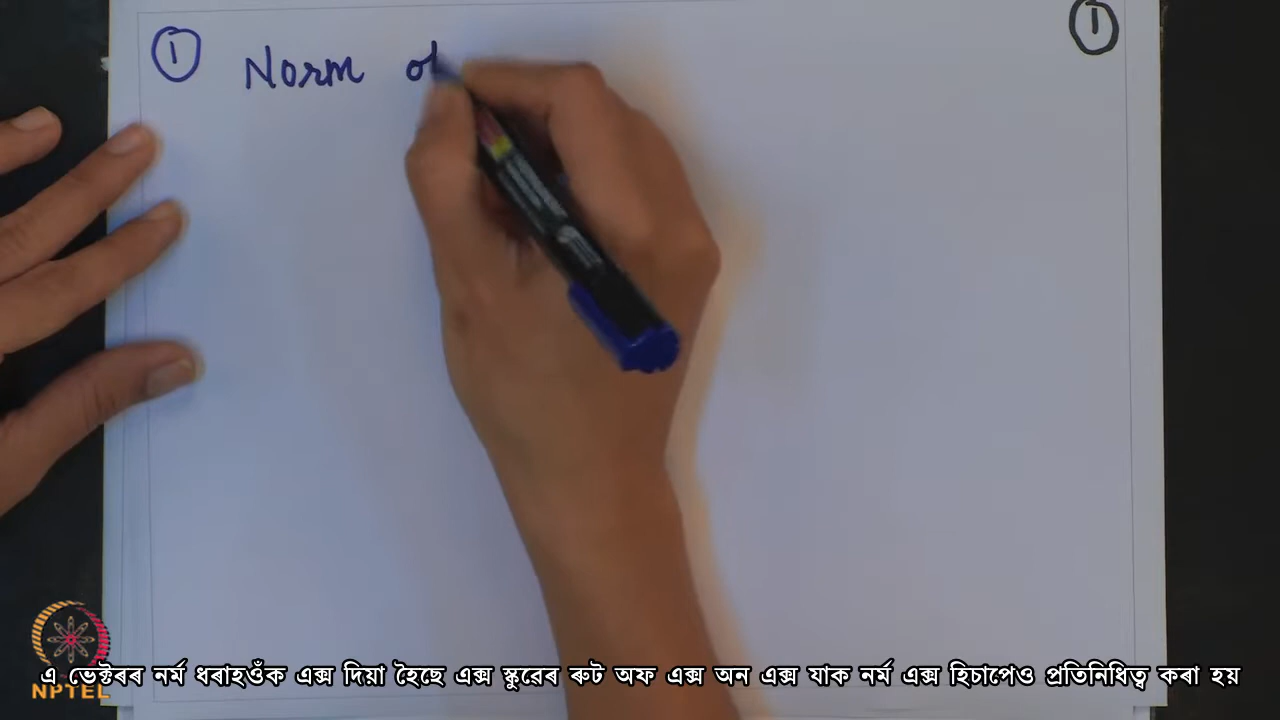 ① Norm of ①
NPTEL
এ ভেক্টৰৰ নৰ্ম ধৰাহওঁক এক্স দিয়া হৈছে এক্স স্কুৱেৰ ৰুট অফ এক্স অন এক্স যাক নৰ্ম এক্স হিচাপেও প্ৰতিনিধিত্ব কৰা হয়